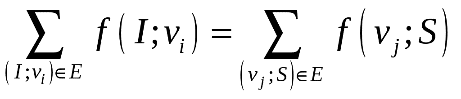 ∑_{(I;v_i)∈E} f(I;v_i) = ∑_{(v_j;S)∈E} f(v_j;S)